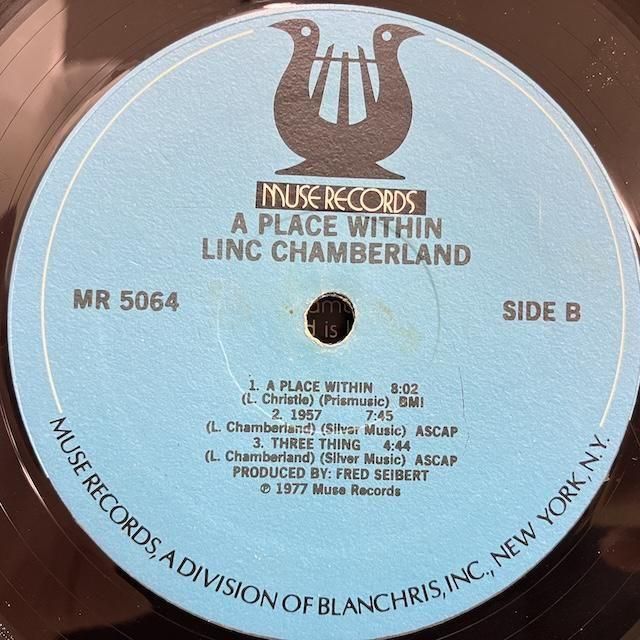 MUSE RECORDS
A PLACE WITHIN
LINC CHAMBERLAND
MR 5064
SIDE B
1. A PLACE WITHIN 8:02
(L. Christie) (Prismusic) BMI
2. 1957 7:45
(L. Chamberland) (Silver Music) ASCAP
3. THREE THING 4:44
(L. Chamberland) (Silver Music) ASCAP
PRODUCED BY: FRED SEIBERT
℗ 1977 Muse Records
MUSE RECORDS, A DIVISION OF BLANCHRIS, INC., NEW YORK, N.Y.